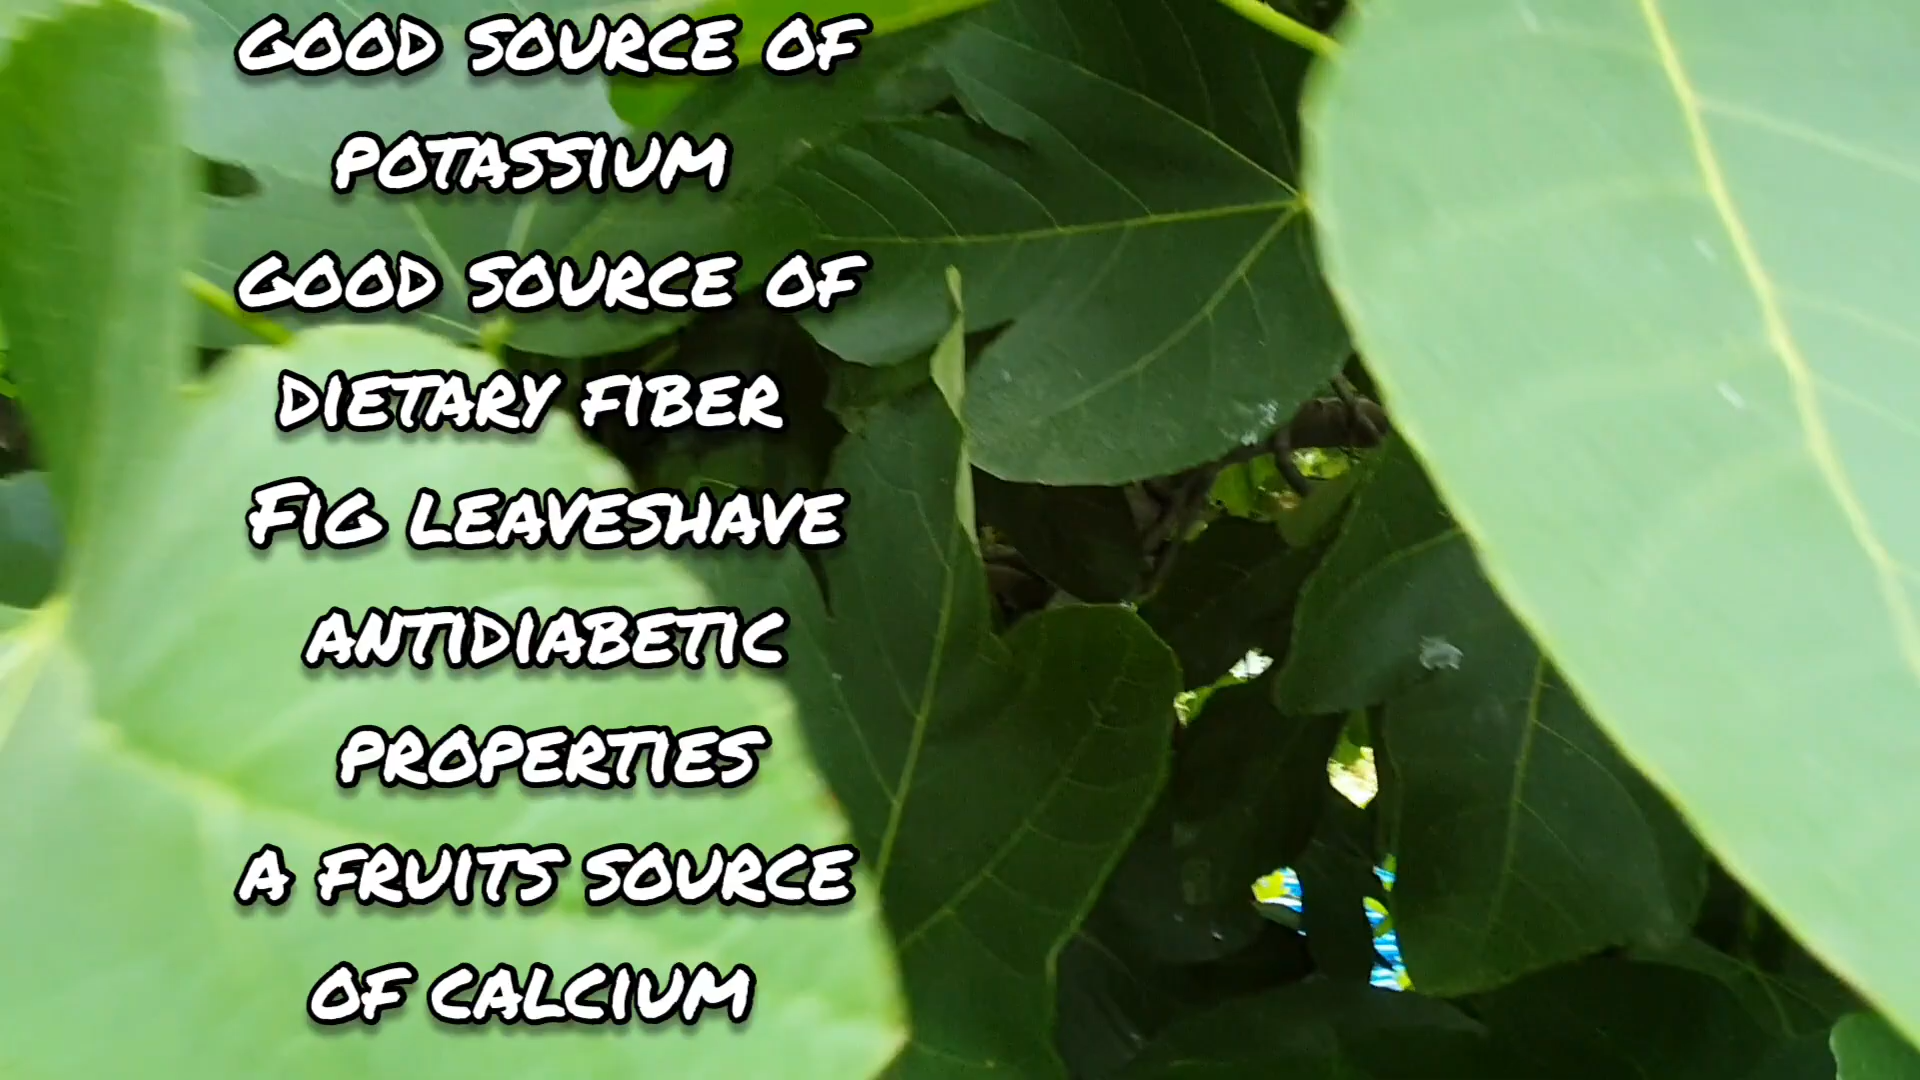 GOOD SOURCE OF
POTASSIUM
GOOD SOURCE OF
DIETARY FIBER
FIG LEAVESHAVE
ANTIDIABETIC
PROPERTIES
A FRUITS SOURCE
OF CALCIUM